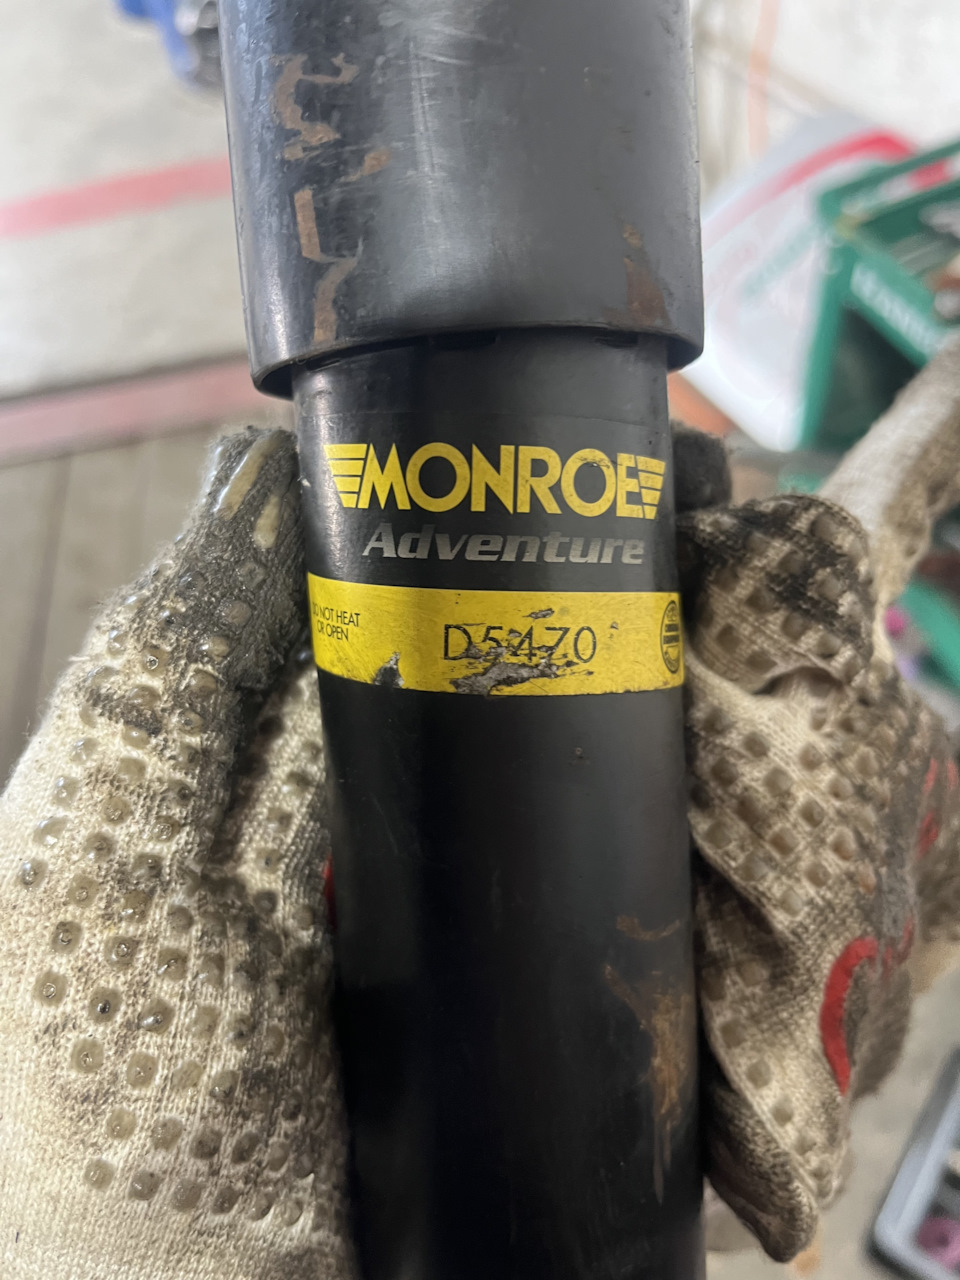 MONROE
Adventure
DO NOT HEAT
OR OPEN
D5470